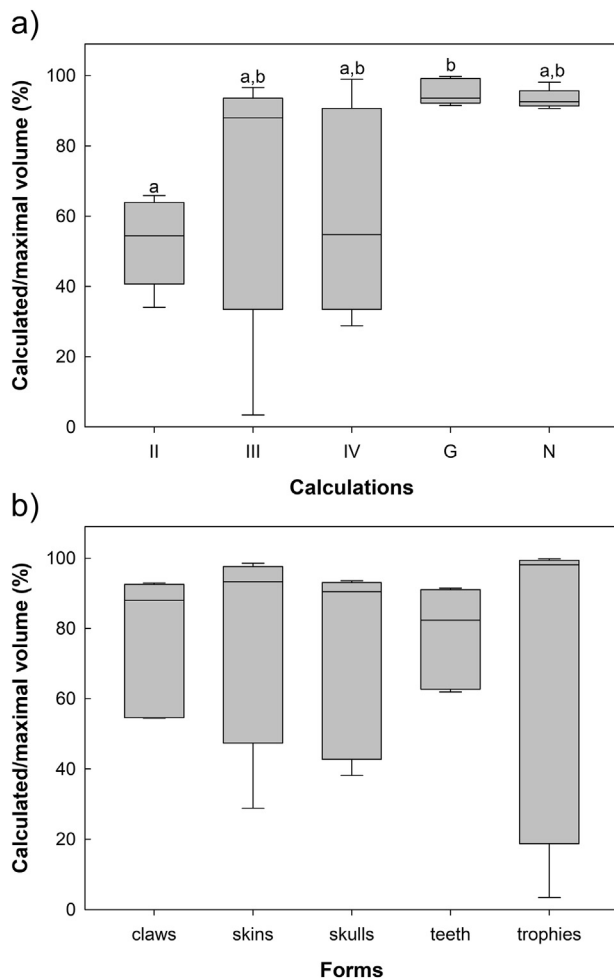 a)
Calculated/maximal volume (%)
100
80
60
40
20
0
a
a,b
a,b
b
a,b
II III IV G N
Calculations
b)
Calculated/maximal volume (%)
100
80
60
40
20
0
claws skins skulls teeth trophies
Forms